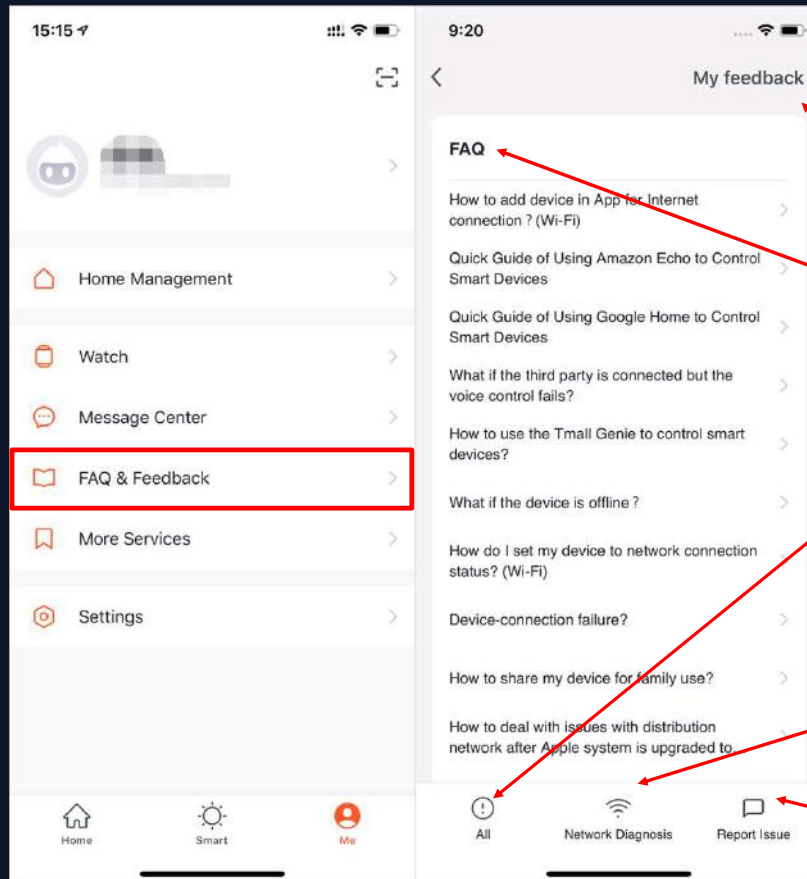 15:15
Home Management
Watch
Message Center
FAQ & Feedback
More Services
Settings
Home
Smart
Me
9:20
My feedback
FAQ
How to add device in App for Internet
connection ? (Wi-Fi)
Quick Guide of Using Amazon Echo to Control
Smart Devices
Quick Guide of Using Google Home to Control
Smart Devices
What if the third party is connected but the
voice control fails?
How to use the Tmall Genie to control smart
devices?
What if the device is offline ?
How do I set my device to network connection
status? (Wi-Fi)
Device-connection failure?
How to share my device for family use?
How to deal with issues with distribution
network after Apple system is upgraded to...
All
Network Diagnosis
Report Issue